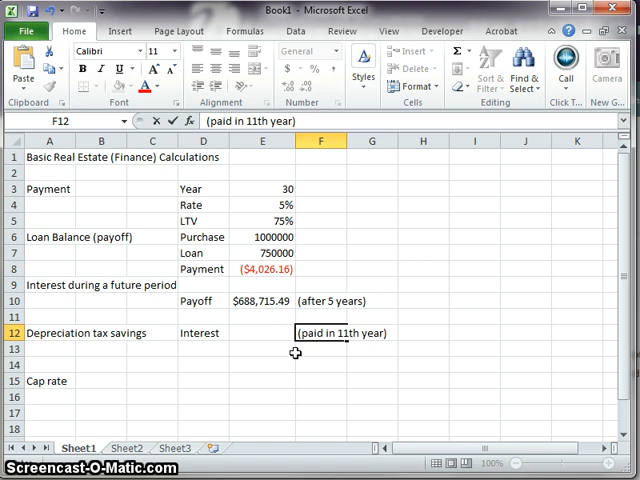 Book1 - Microsoft Excel
File Home Insert Page Layout Formulas Data Review View Developer Acrobat
Calibri 11
Paste
B I U
A A
$ % ,
Styles
Insert
Delete
Format
Σ
Sort & Filter
Find & Select
Call
Camera
Clipboard Font Alignment Number Cells Editing Click T... New G...
F12 fx (paid in 11th year)
A B C D E F G H I J K
1 Basic Real Estate (Finance) Calculations
2
3 Payment Year 30
4 Rate 5%
5 LTV 75%
6 Loan Balance (payoff) Purchase 1000000
7 Loan 750000
8 Payment ($4,026.16)
9 Interest during a future period
10 Payoff $688,715.49 (after 5 years)
11
12 Depreciation tax savings Interest (paid in 11th year)
13
14
15 Cap rate
16
17
18
Sheet1 Sheet2 Sheet3
Edit 100%
Screencast-O-Matic.com